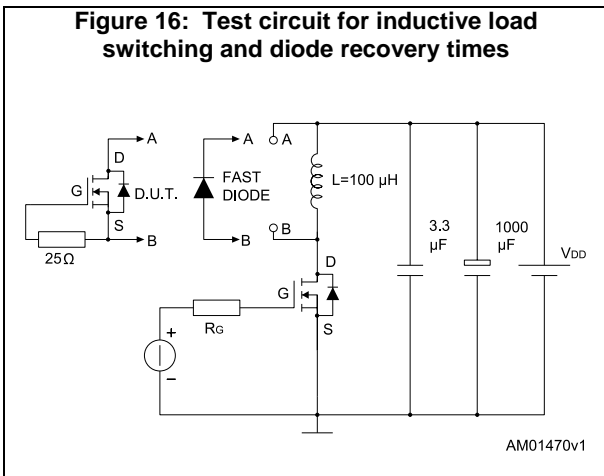 Figure 16: Test circuit for inductive load
switching and diode recovery times
A
D
G
D.U.T.
S
B
25Ω
A
FAST
DIODE
B
A
L=100 µH
B
D
G
S
RG
+
−
3.3
µF
1000
µF
VDD
AM01470v1